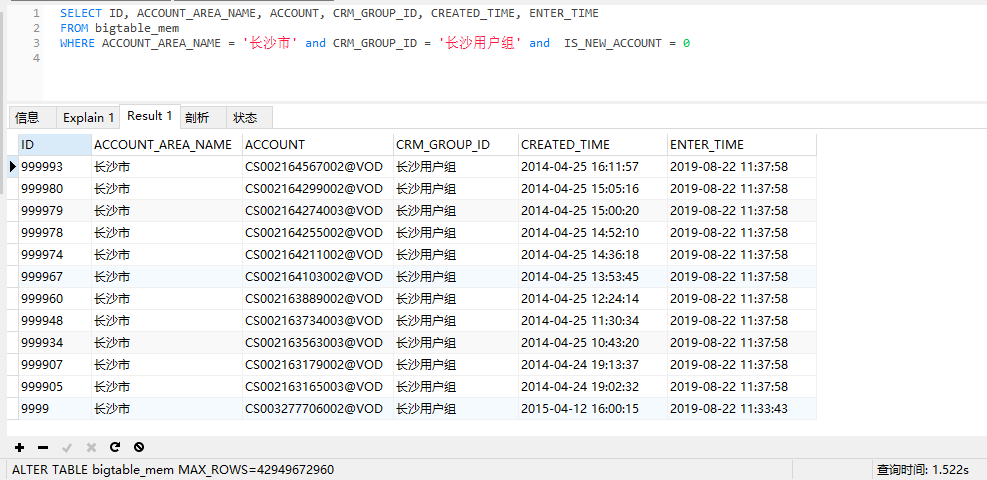 1 SELECT ID, ACCOUNT_AREA_NAME, ACCOUNT, CRM_GROUP_ID, CREATED_TIME, ENTER_TIME
2 FROM bigtable_mem
3 WHERE ACCOUNT_AREA_NAME = '长沙市' and CRM_GROUP_ID = '长沙用户组' and  IS_NEW_ACCOUNT = 0
4
信息 Explain 1 Result 1 剖析 状态
ID ACCOUNT_AREA_NAME ACCOUNT CRM_GROUP_ID CREATED_TIME ENTER_TIME
999993 长沙市 CS002164567002@VOD 长沙用户组 2014-04-25 16:11:57 2019-08-22 11:37:58
999980 长沙市 CS002164299002@VOD 长沙用户组 2014-04-25 15:05:16 2019-08-22 11:37:58
999979 长沙市 CS002164274003@VOD 长沙用户组 2014-04-25 15:00:20 2019-08-22 11:37:58
999978 长沙市 CS002164255002@VOD 长沙用户组 2014-04-25 14:52:10 2019-08-22 11:37:58
999974 长沙市 CS002164211002@VOD 长沙用户组 2014-04-25 14:36:18 2019-08-22 11:37:58
999967 长沙市 CS002164103002@VOD 长沙用户组 2014-04-25 13:53:45 2019-08-22 11:37:58
999960 长沙市 CS002163889002@VOD 长沙用户组 2014-04-25 12:24:14 2019-08-22 11:37:58
999948 长沙市 CS002163734003@VOD 长沙用户组 2014-04-25 11:30:34 2019-08-22 11:37:58
999934 长沙市 CS002163563003@VOD 长沙用户组 2014-04-25 10:43:20 2019-08-22 11:37:58
999907 长沙市 CS002163179002@VOD 长沙用户组 2014-04-24 19:13:37 2019-08-22 11:37:58
999905 长沙市 CS002163165003@VOD 长沙用户组 2014-04-24 19:02:32 2019-08-22 11:37:58
9999 长沙市 CS003277706002@VOD 长沙用户组 2015-04-12 16:00:15 2019-08-22 11:33:43
ALTER TABLE bigtable_mem MAX_ROWS=42949672960 查询时间: 1.522s